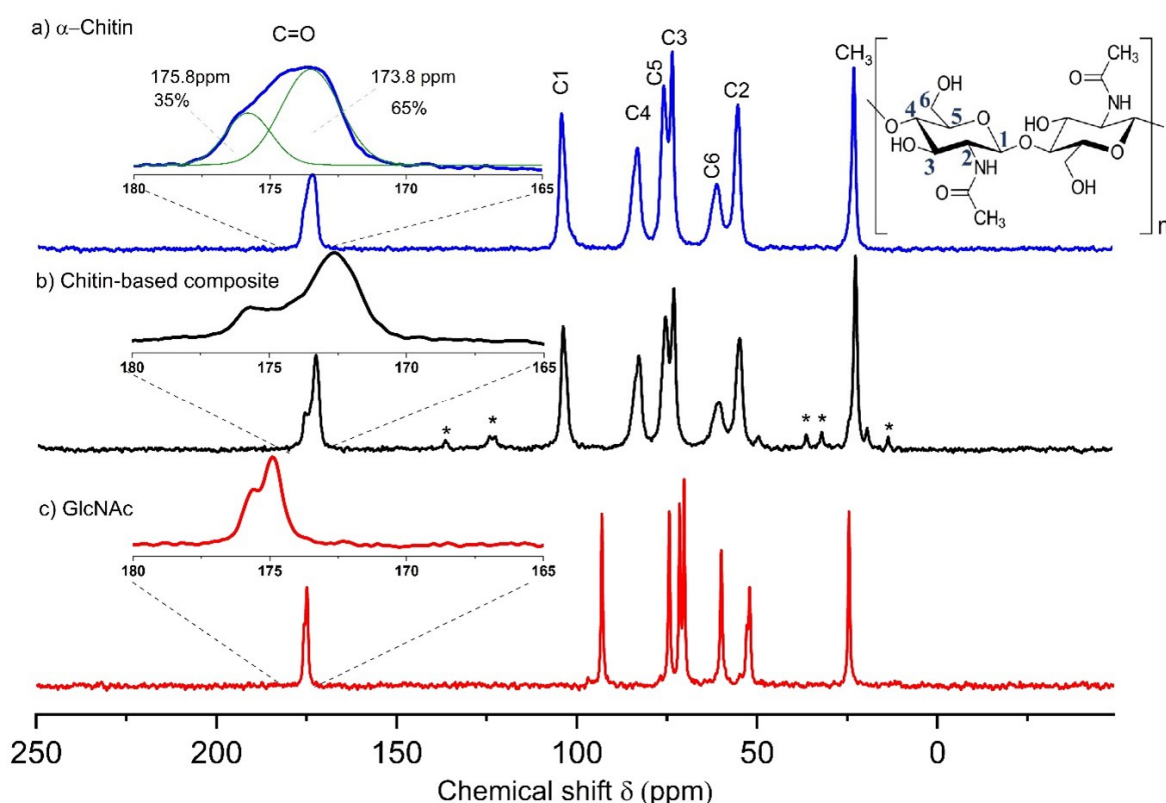 a) α–Chitin
C=O
175.8ppm
35%
173.8 ppm
65%
180 175 170 165
C1
C4
C5
C3
C6
C2
CH₃
CH₃
O
NH
OH
6
4
5
O
O
1
HO
3
2
NH
O
CH₃
HO
O
O
OH
n
b) Chitin-based composite
180 175 170 165
* * * * *
c) GlcNAc
180 175 170 165
250 200 150 100 50 0
Chemical shift δ (ppm)